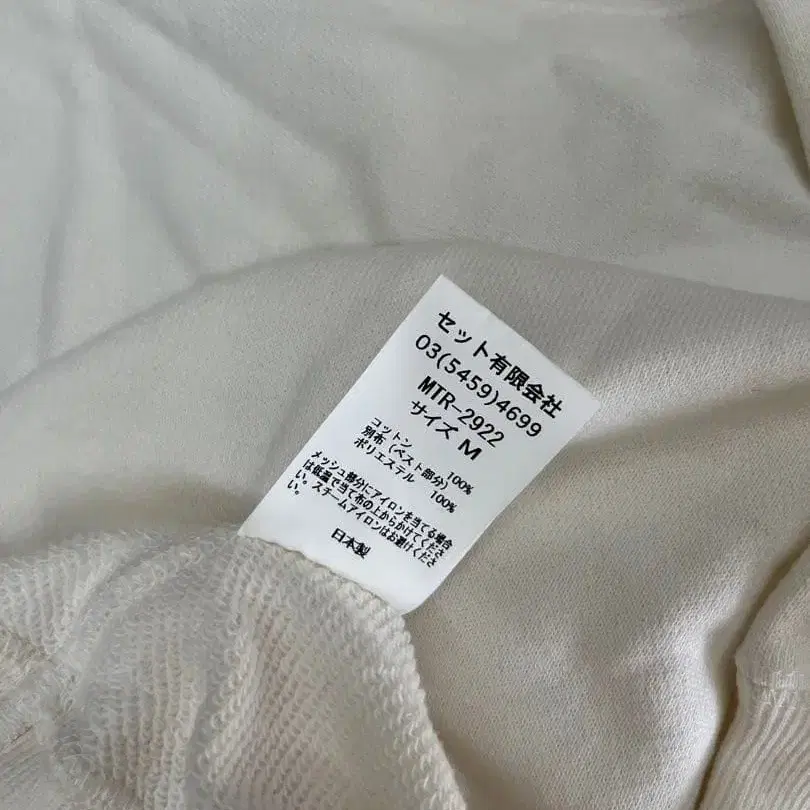 セット有限会社
03(5459)4699
MTR-2922
サイズ M
コットン 100%
別布(ベスト部分)
ポリエステル 100%
メッシュ部分にアイロンを当てる場合
は低温で当て布の上からかけてくださ
い。スチームアイロンはお避けくださ
い。
日本製